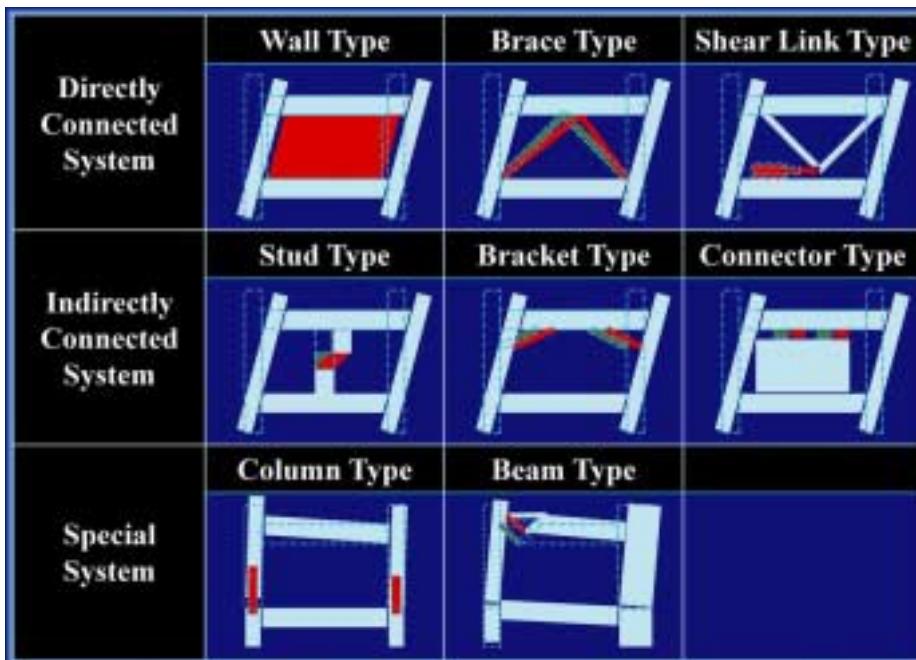 Wall Type
Brace Type
Shear Link Type
Directly
Connected
System
Stud Type
Bracket Type
Connector Type
Indirectly
Connected
System
Column Type
Beam Type
Special
System